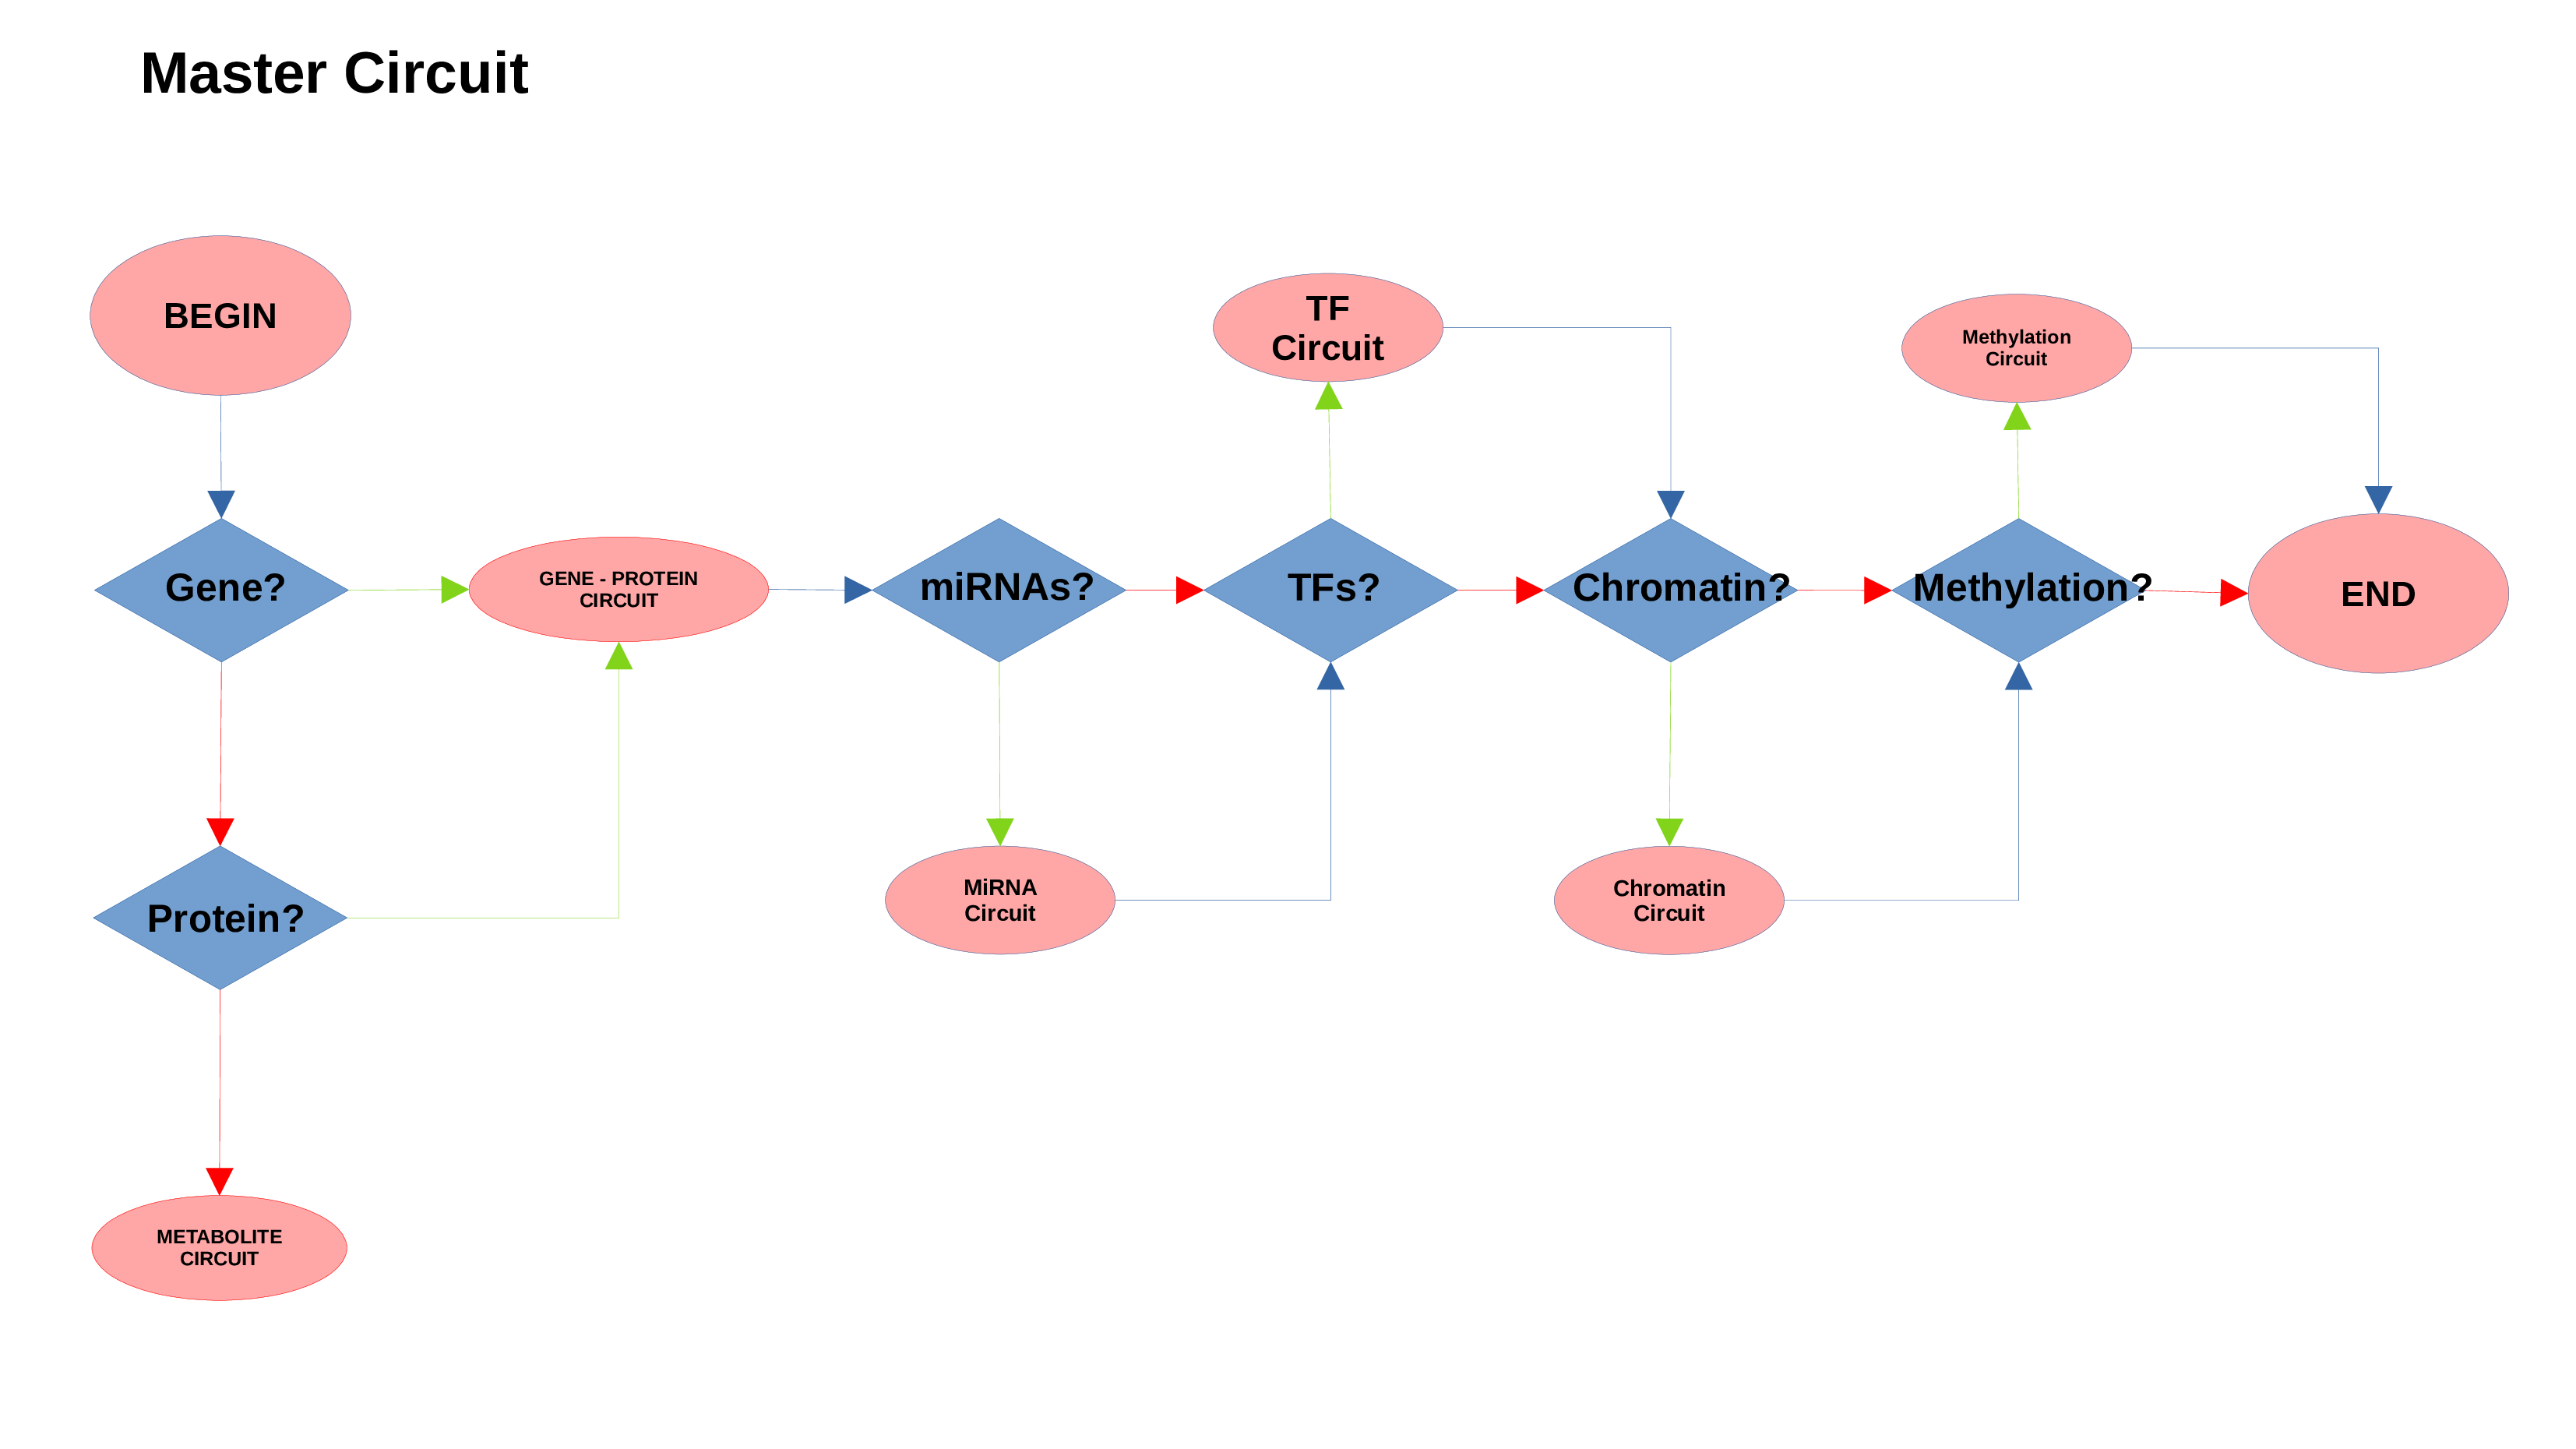 Master Circuit
BEGIN
TF
Circuit
Methylation
Circuit
Gene?
GENE - PROTEIN
CIRCUIT
miRNAs?
TFs?
Chromatin?
Methylation?
END
Protein?
MiRNA
Circuit
Chromatin
Circuit
METABOLITE
CIRCUIT